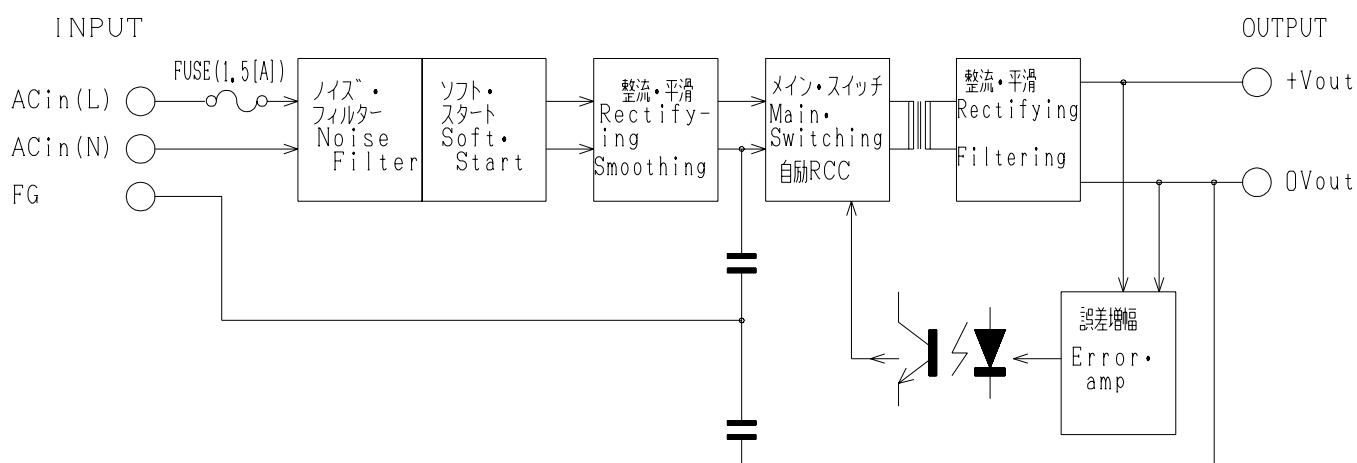 INPUT
OUTPUT
FUSE(1.5[A])
ACin(L)
ACin(N)
FG
ノイズ・
フィルター
Noise
Filter
ソフト・
スタート
Soft・
Start
整流・平滑
Rectify-
ing
Smoothing
メイン・スイッチ
Main・
Switching
自励RCC
整流・平滑
Rectifying
Filtering
+Vout
0Vout
誤差増幅
Error・
amp